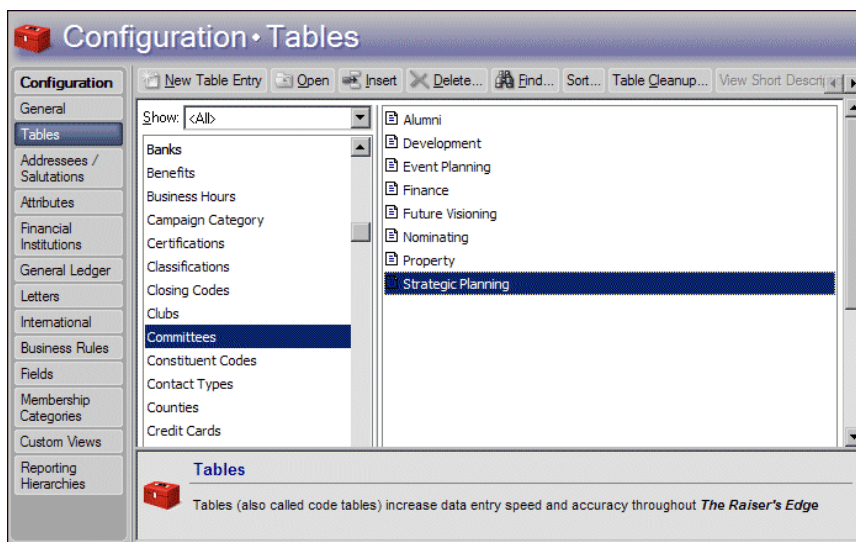 Configuration • Tables
Configuration
General
Tables
Addressees /
Salutations
Attributes
Financial
Institutions
General Ledger
Letters
International
Business Rules
Fields
Membership
Categories
Custom Views
Reporting
Hierarchies
New Table Entry Open Insert Delete... Find... Sort... Table Cleanup... View Short
Show: <All>
Banks
Benefits
Business Hours
Campaign Category
Certifications
Classifications
Closing Codes
Clubs
Committees
Constituent Codes
Contact Types
Counties
Credit Cards
Alumni
Development
Event Planning
Finance
Future Visioning
Nominating
Property
Strategic Planning
Tables
Tables (also called code tables) increase data entry speed and accuracy throughout The Raiser's Edge